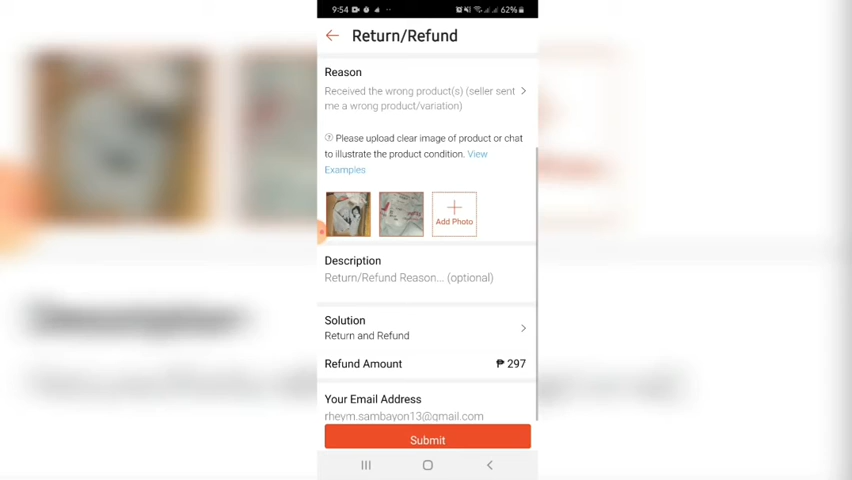 9:54
62%
Return/Refund
Reason
Received the wrong product(s) (seller sent
me a wrong product/variation)
Please upload clear image of product or chat
to illustrate the product condition. View
Examples
Add Photo
Description
Return/Refund Reason... (optional)
Solution
Return and Refund
Refund Amount ₱ 297
Your Email Address
rheym.sambayon13@gmail.com
Submit